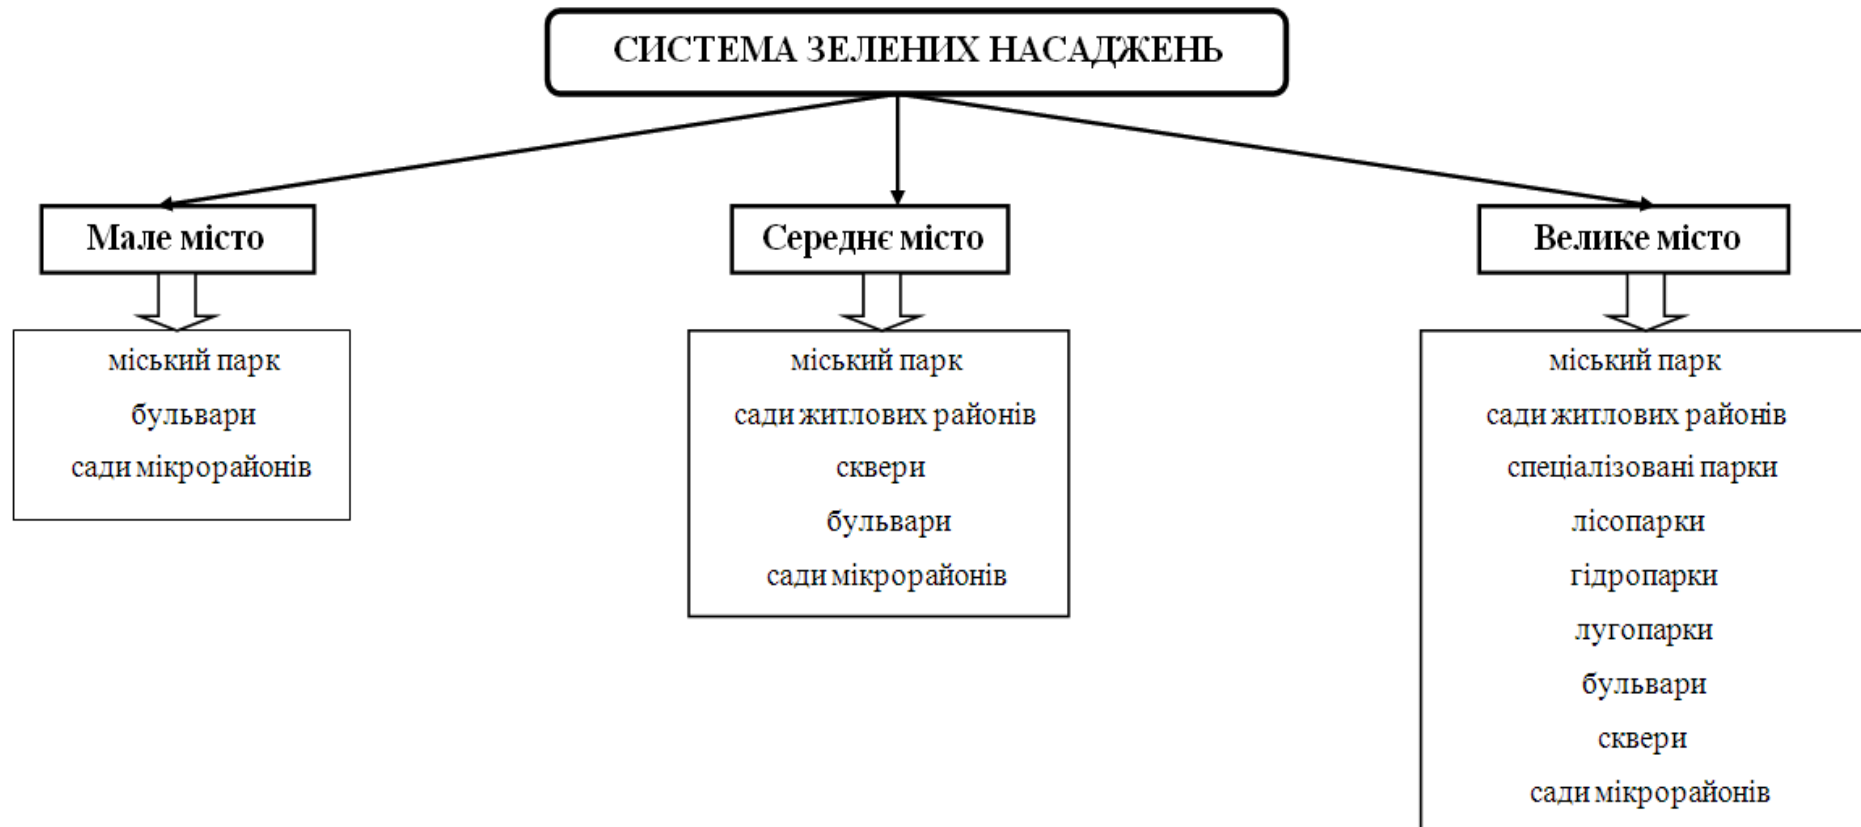 СИСТЕМА ЗЕЛЕНИХ НАСАДЖЕНЬ
Мале місто
міський парк
бульвари
сади мікрорайонів
Середнє місто
міський парк
сади житлових районів
сквери
бульвари
сади мікрорайонів
Велике місто
міський парк
сади житлових районів
спеціалізовані парки
лісопарки
гідропарки
лугопарки
бульвари
сквери
сади мікрорайонів